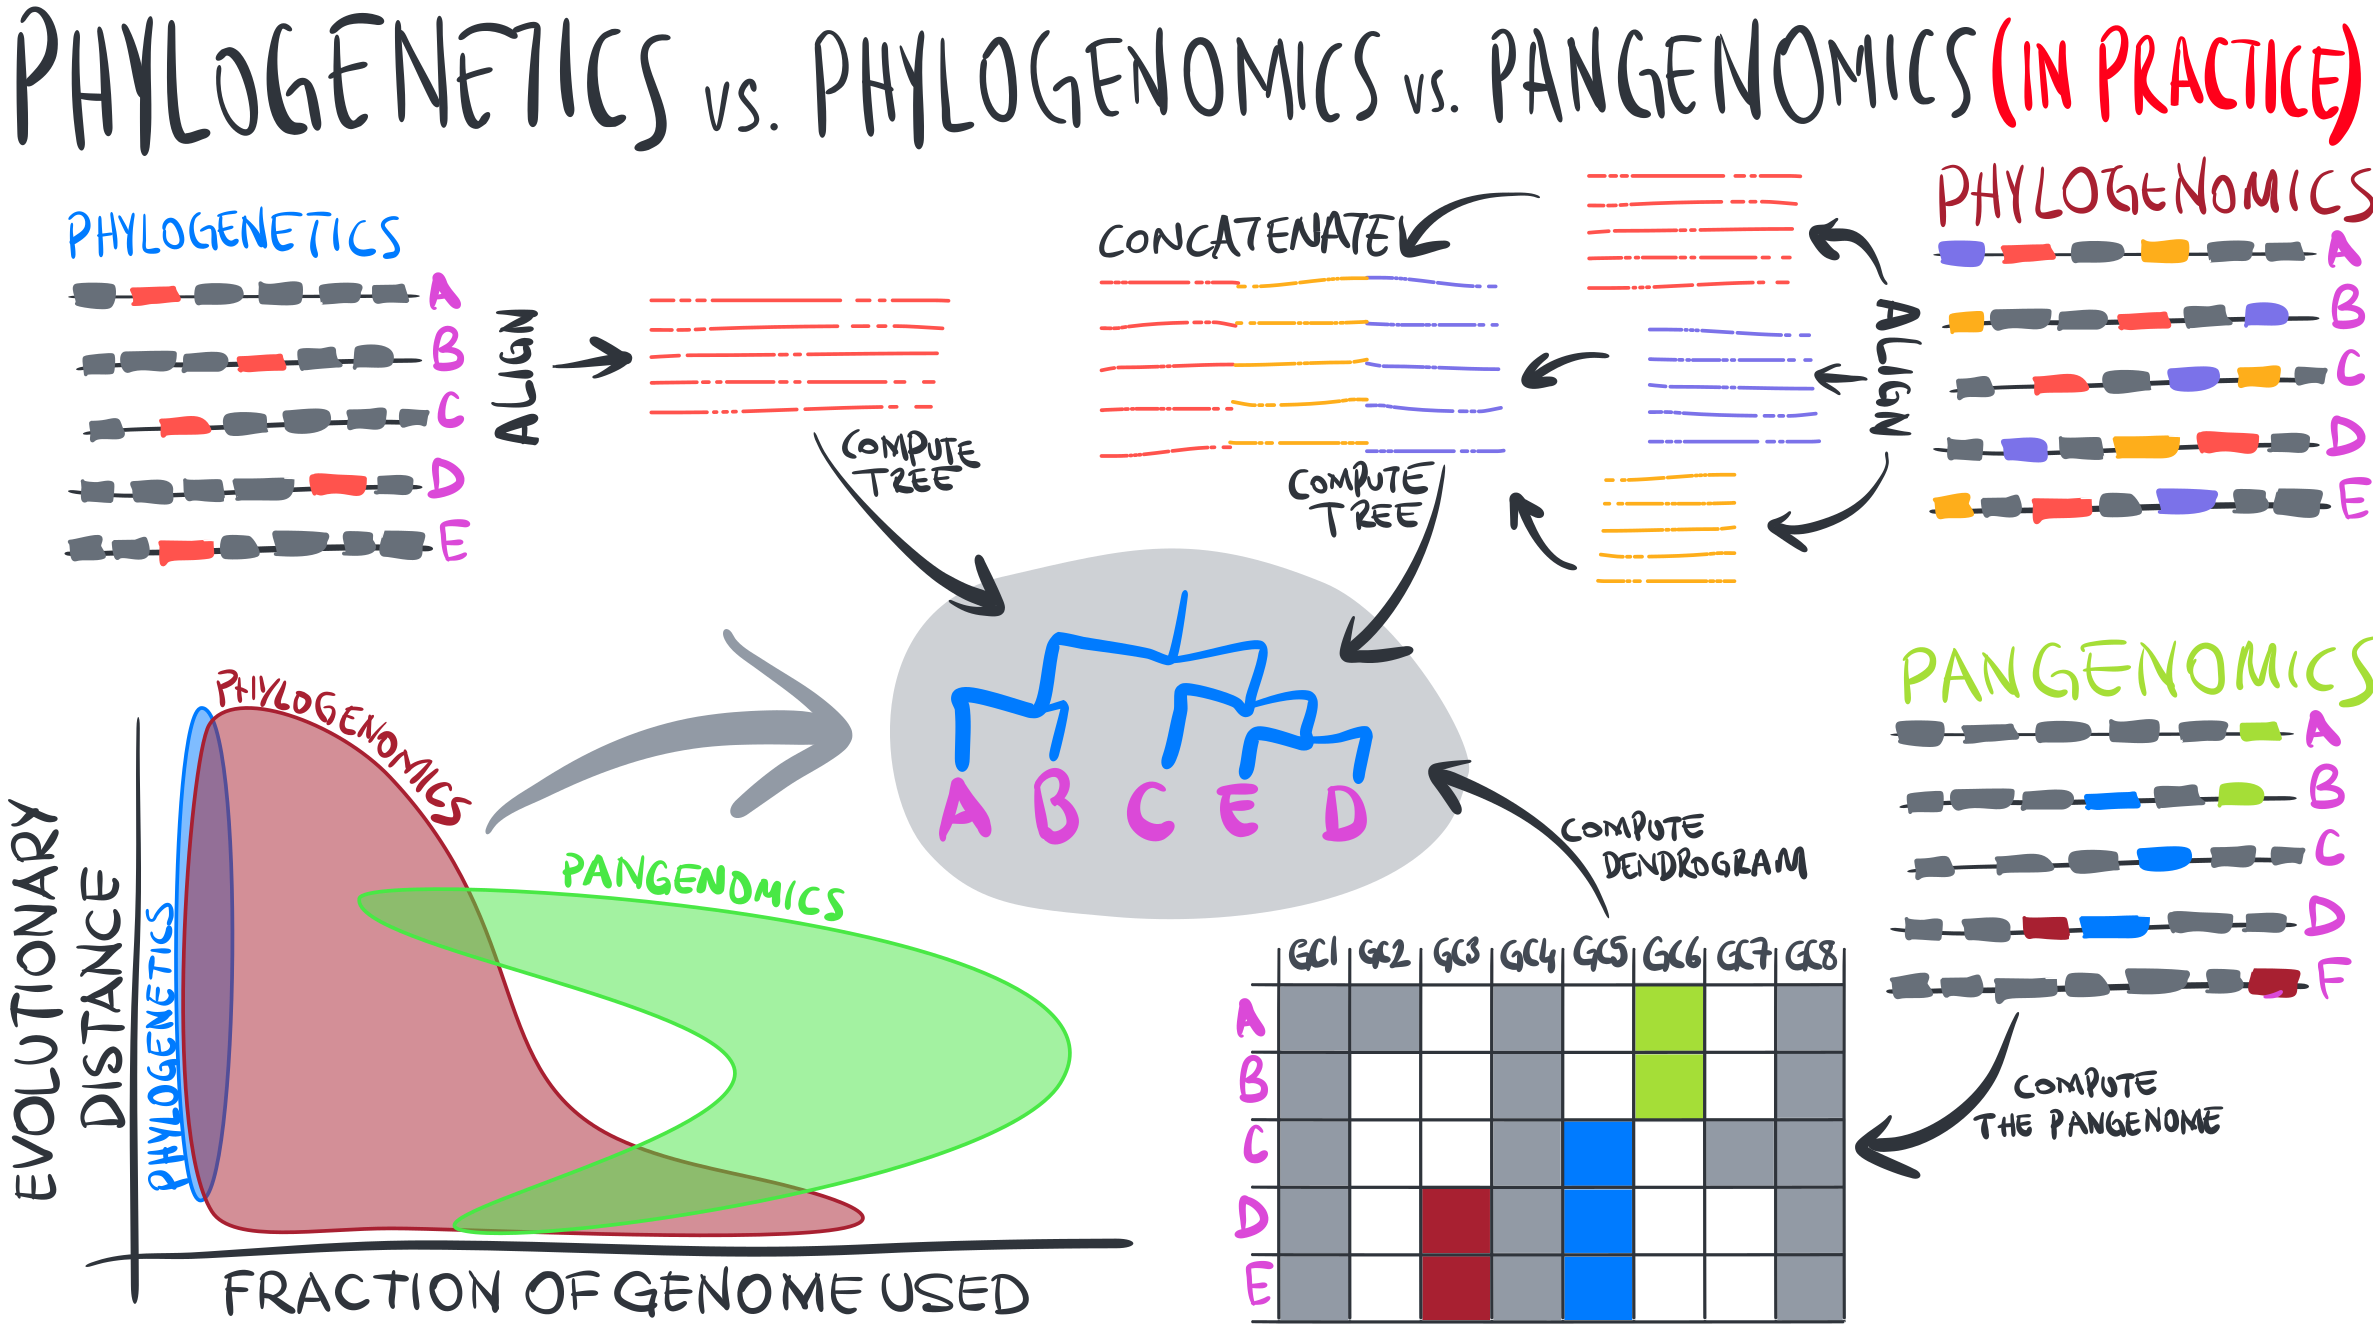 PHYLOGENETICS VS. PHYLOGENOMICS VS. PANGENOMICS (IN PRACTICE)
PHYLOGENETICS
A
B
C
D
E
ALIGN
COMPUTE
TREE
CONCATENATE
COMPUTE
TREE
ALIGN
PHYLOGENOMICS
A
B
C
D
E
A B C E D
PHYLOGENETICS
PHYLOGENOMICS
PANGENOMICS
EVOLUTIONARY
DISTANCE
FRACTION OF GENOME USED
PANGENOMICS
A
B
C
D
F
COMPUTE
THE PANGENOME
COMPUTE
DENDROGRAM
GC1 GC2 GC3 GC4 GC5 GC6 GC7 GC8
A
B
C
D
E